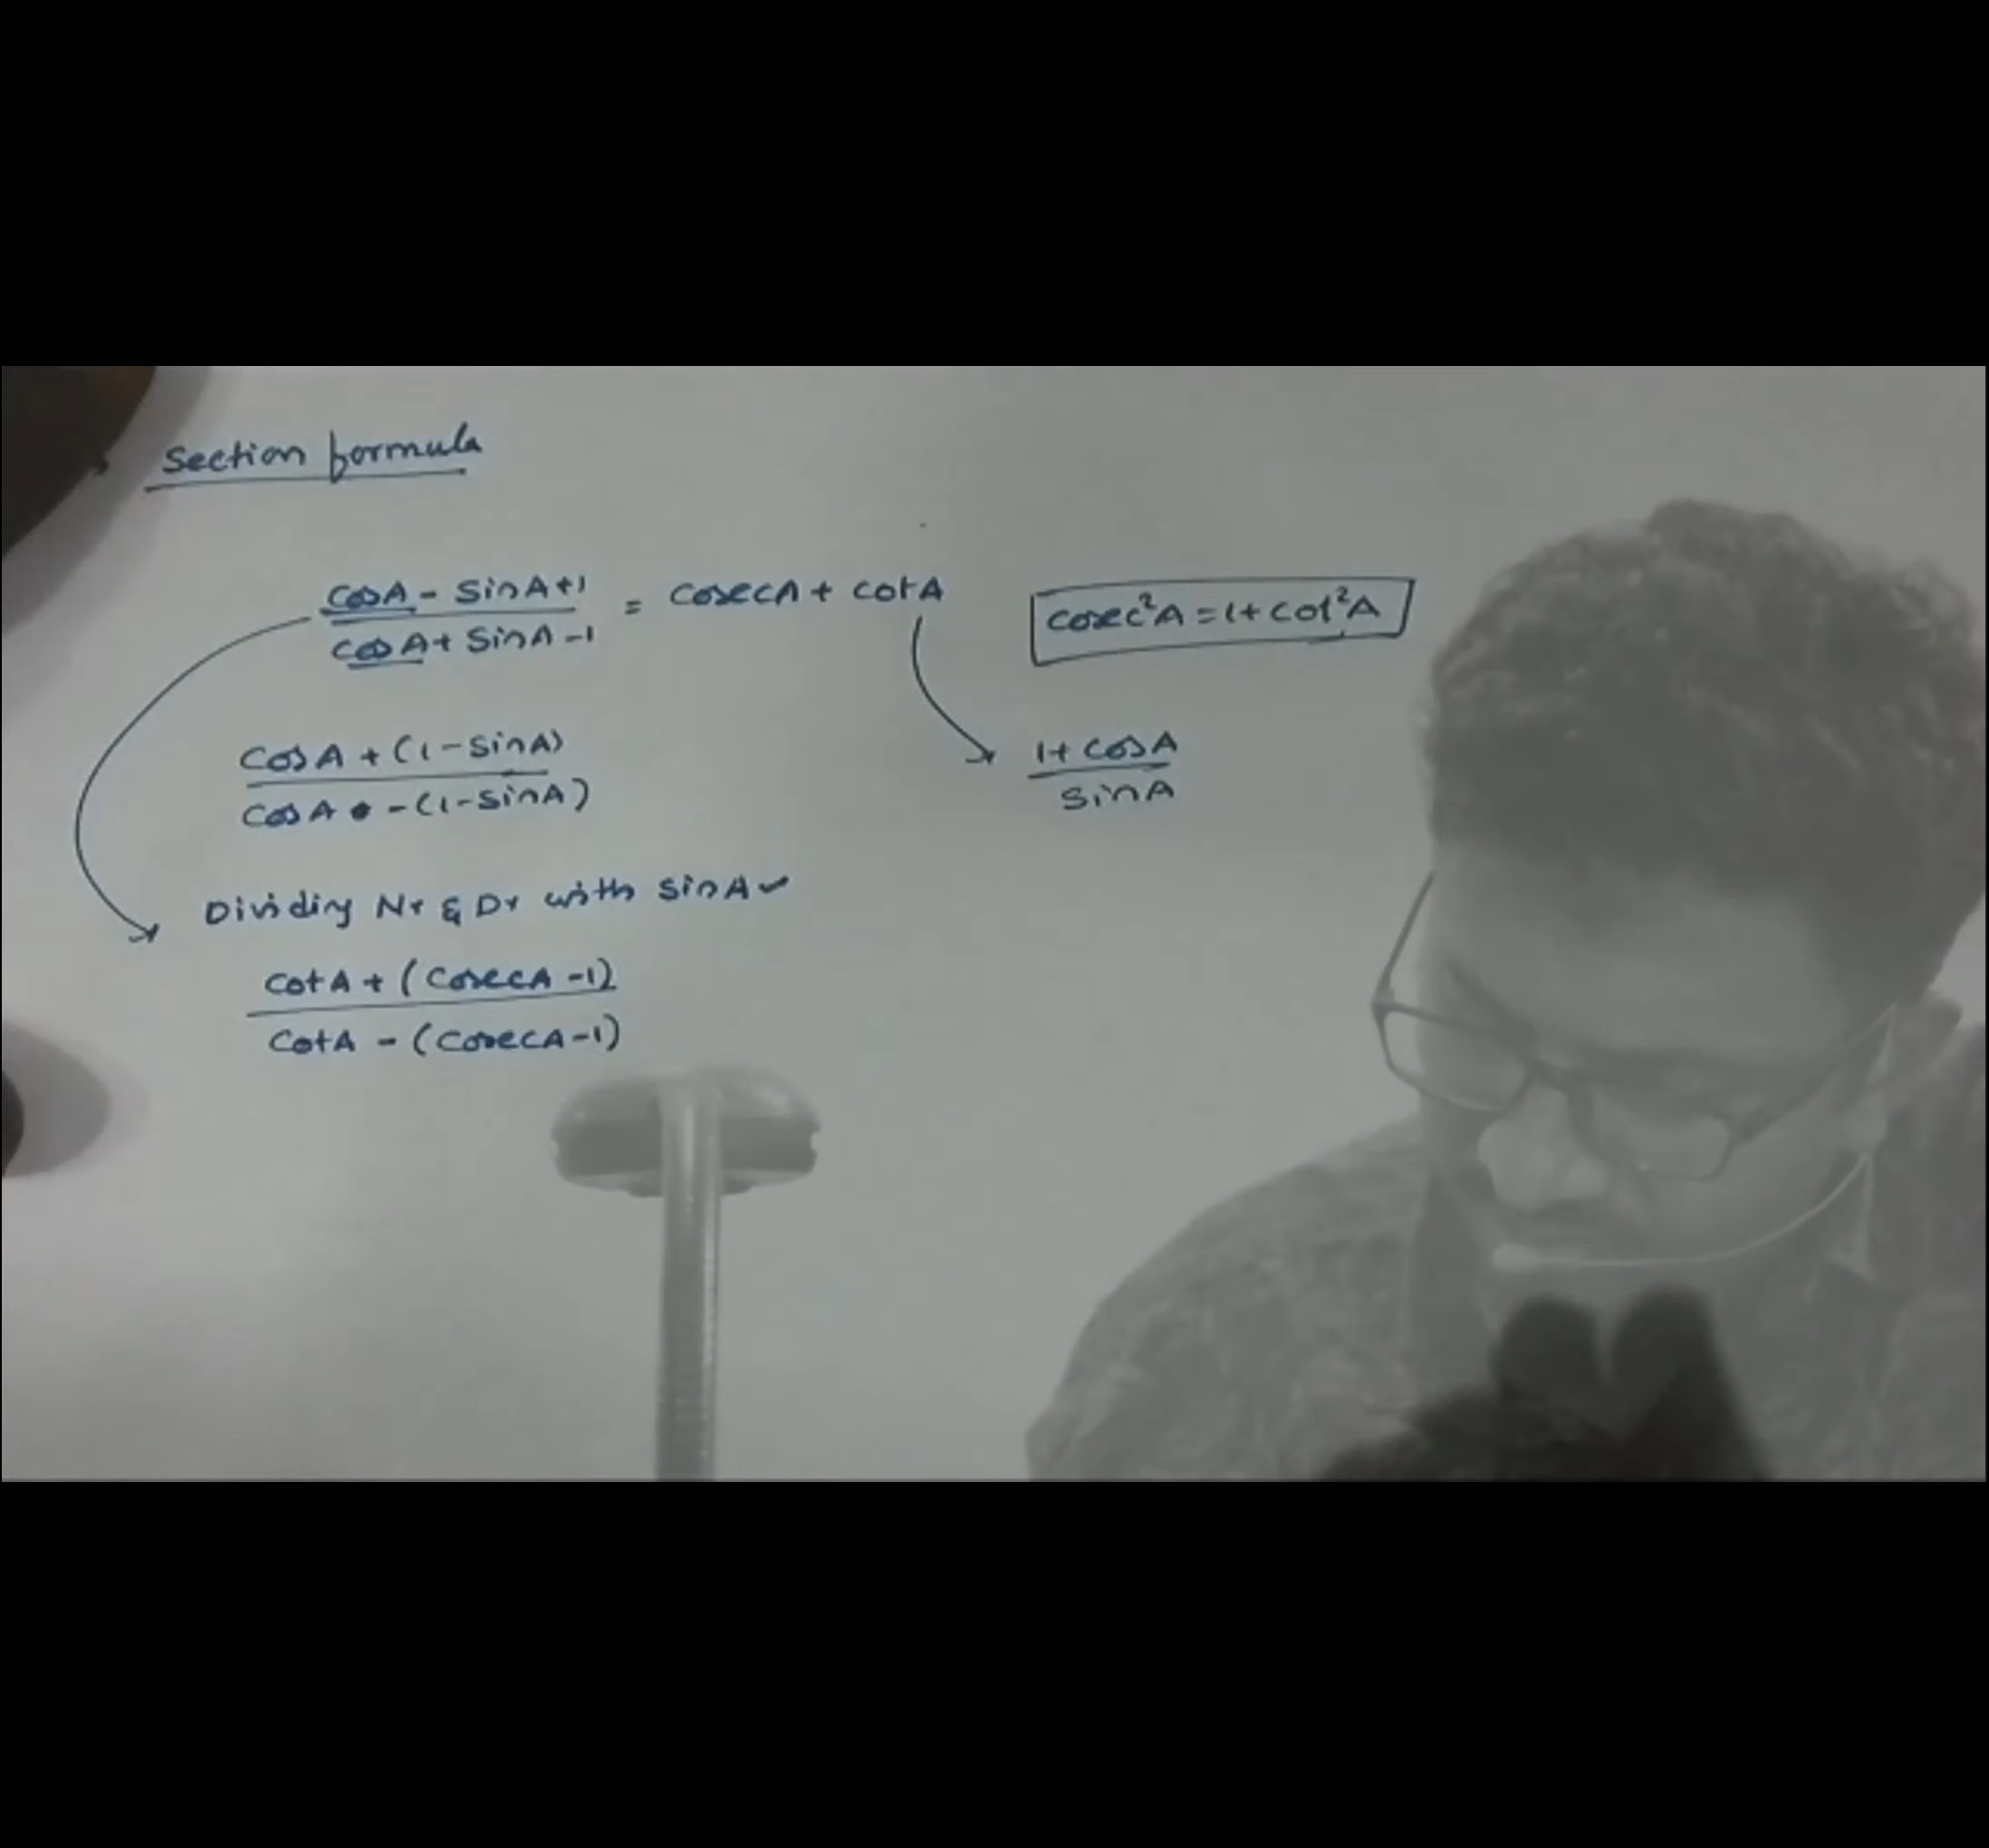 Section formula
cosA - sinA+1
cosA + sinA -1
= cosecA + cotA
cosec²A = 1+ cot²A
cosA + (1-sinA)
cosA - (1-sinA)
1+ cosA
sinA
Dividing Nr & Dr with sinA
cotA + (cosecA -1)
cotA - (cosecA-1)